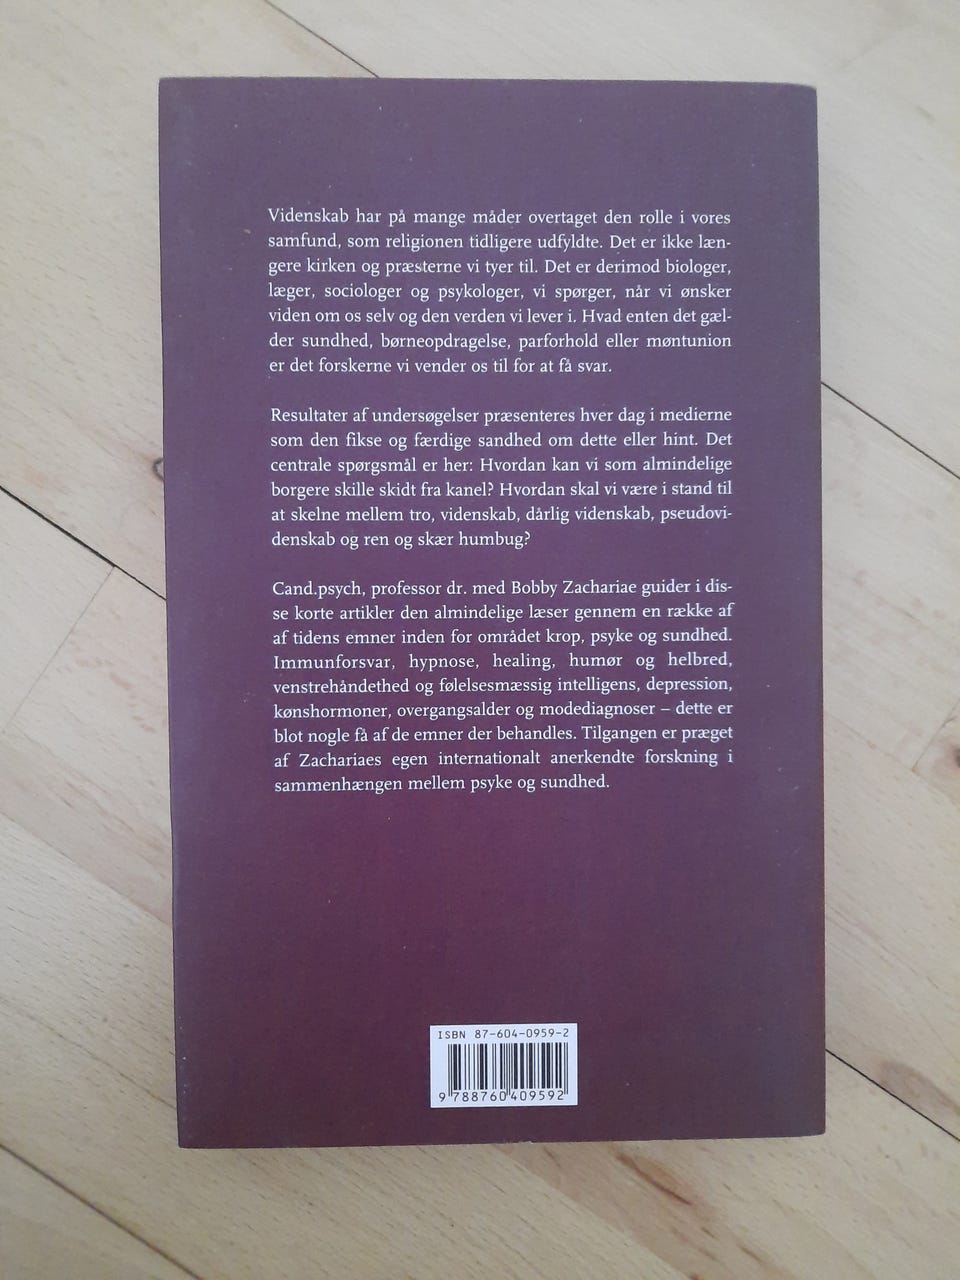 Videnskab har på mange måder overtaget den rolle i vores
samfund, som religionen tidligere udfyldte. Det er ikke læn-
gere kirken og præsterne vi tyer til. Det er derimod biologer,
læger, sociologer og psykologer, vi spørger, når vi ønsker
viden om os selv og den verden vi lever i. Hvad enten det gæl-
der sundhed, børneopdragelse, parforhold eller møntunion
er det forskerne vi vender os til for at få svar.
Resultater af undersøgelser præsenteres hver dag i medierne
som den fikse og færdige sandhed om dette eller hint. Det
centrale spørgsmål er her: Hvordan kan vi som almindelige
borgere skille skidt fra kanel? Hvordan skal vi være i stand til
at skelne mellem tro, videnskab, dårlig videnskab, pseudovi-
denskab og ren og skær humbug?
Cand.psych, professor dr. med Bobby Zachariae guider i dis-
se korte artikler den almindelige læser gennem en række af
af tidens emner inden for området krop, psyke og sundhed.
Immunforsvar, hypnose, healing, humør og helbred,
venstrehåndethed og følelsesmæssig intelligens, depression,
kønshormoner, overgangsalder og modediagnoser – dette er
blot nogle få af de emner der behandles. Tilgangen er præget
af Zachariaes egen internationalt anerkendte forskning i
sammenhængen mellem psyke og sundhed.
ISBN 87-604-0959-2
9 788760 409592